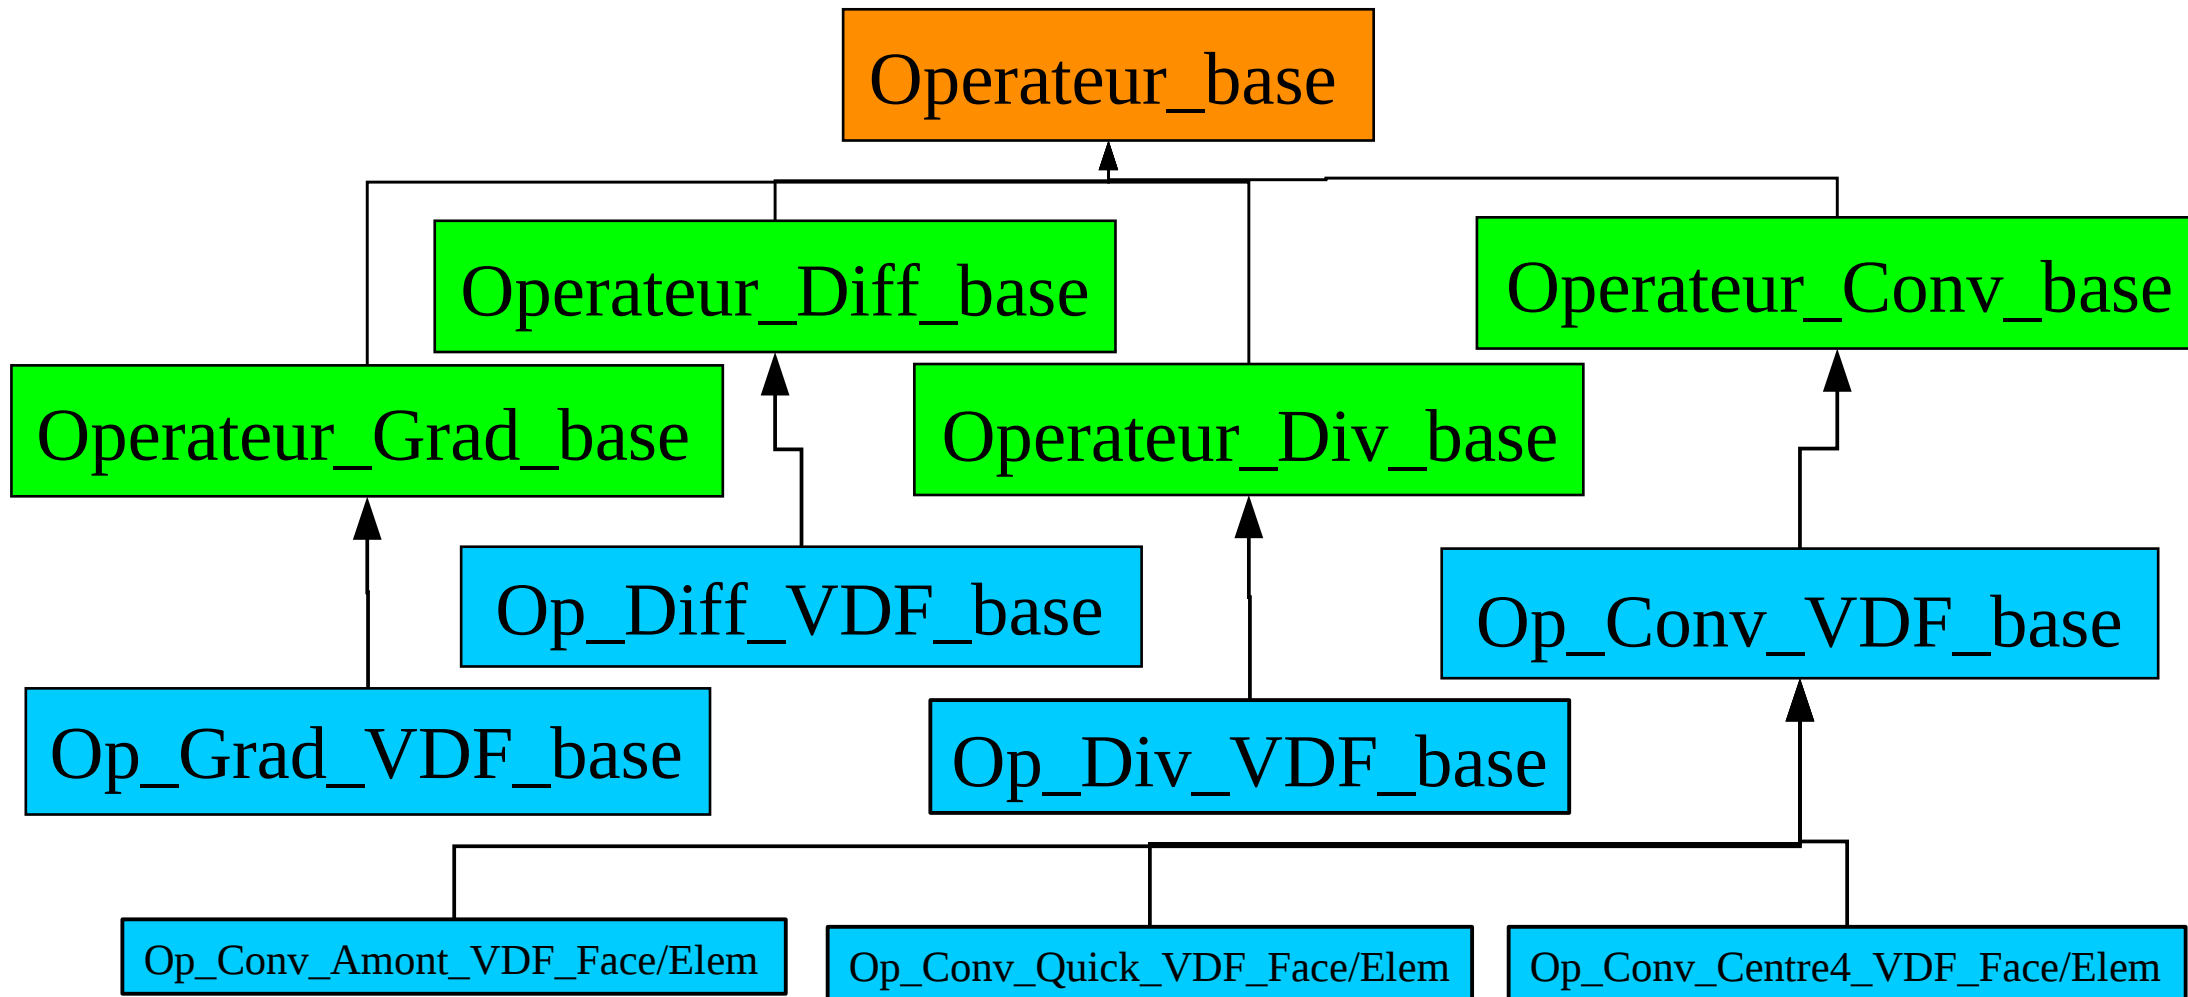 Operateur_base
Operateur_Diff_base
Operateur_Conv_base
Operateur_Grad_base
Operateur_Div_base
Op_Diff_VDF_base
Op_Conv_VDF_base
Op_Grad_VDF_base
Op_Div_VDF_base
Op_Conv_Amont_VDF_Face/Elem
Op_Conv_Quick_VDF_Face/Elem
Op_Conv_Centre4_VDF_Face/Elem